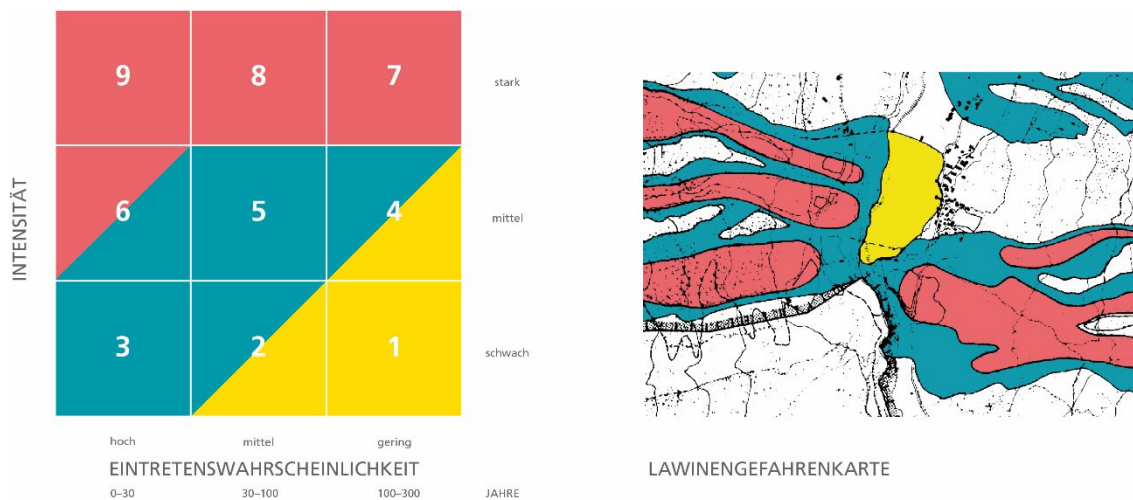 9 8 7 stark
6 5 4 mittel
3 2 1 schwach
INTENSITÄT
hoch mittel gering
EINTRETENSWAHRSCHEINLICHKEIT
0–30 30–100 100–300 JAHRE
LAWINENGEFAHRENKARTE